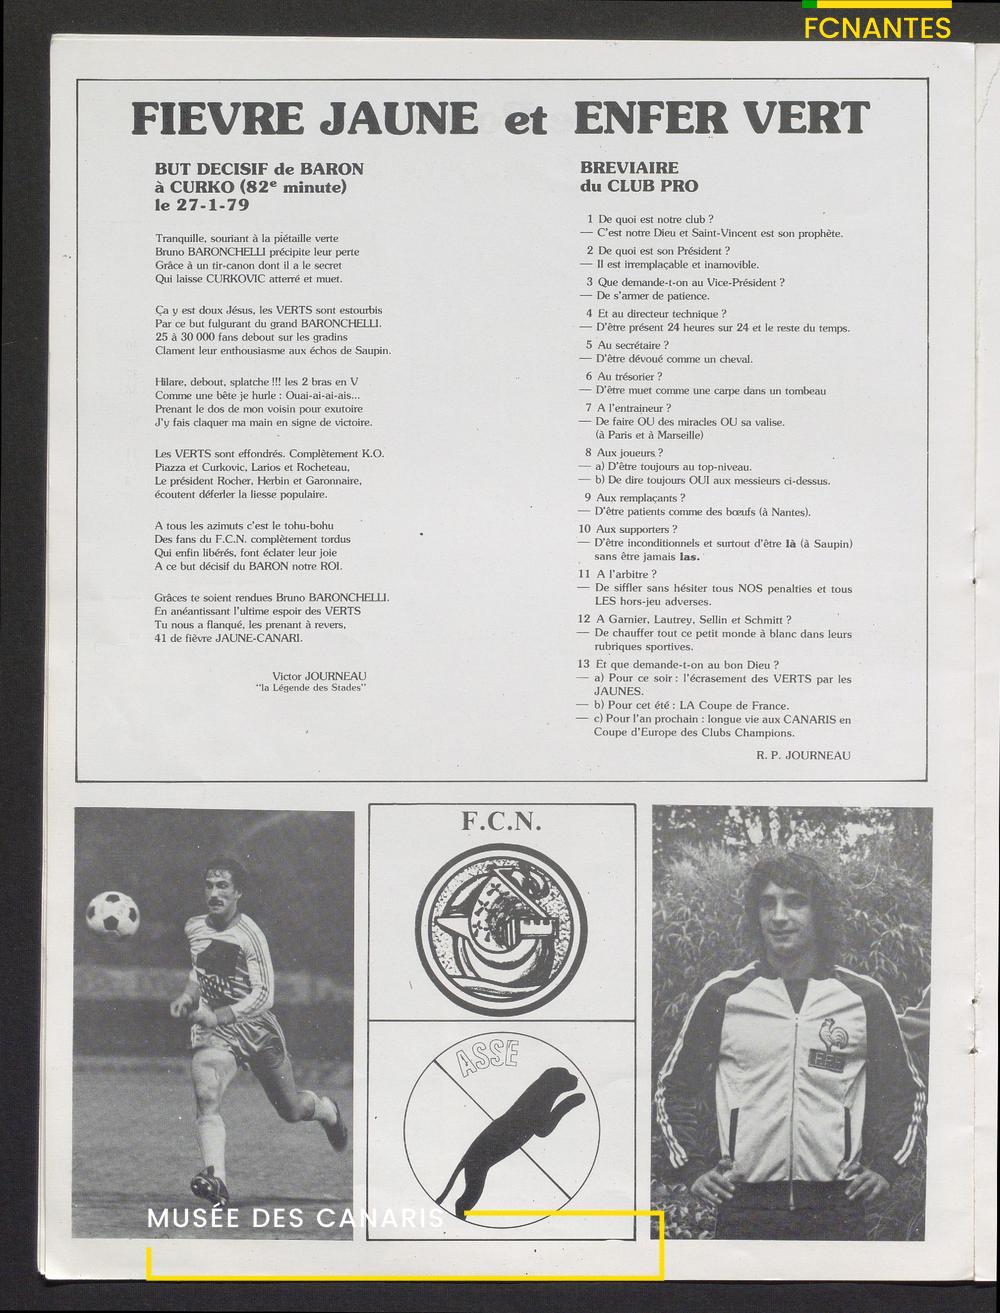 FCNANTES
FIEVRE JAUNE et ENFER VERT
BUT DECISIF de BARON
à CURKO (82e minute)
le 27-1-79
Tranquille, souriant à la piétaille verte
Bruno BARONCHELLI précipite leur perte
Grâce à un tir-canon dont il a le secret
Qui laisse CURKOVIC atterré et muet.
Ça y est doux Jésus, les VERTS sont estourbis
Par ce but fulgurant du grand BARONCHELLI.
25 à 30 000 fans debout sur les gradins
Clament leur enthousiasme aux échos de Saupin.
Hilare, debout, splatche !!! les 2 bras en V
Comme une bète je hurle : Ouai-ai-ai-ais...
Prenant le dos de mon voisin pour exutoire
J'y fais claquer ma main en signe de victoire.
Les VERTS sont effondrés. Complètement K.O.
Piazza et Curkovic, Larios et Rocheteau,
Le président Rocher, Herbin et Garonnaire,
écoutent déferler la liesse populaire.
A tous les azimuts c'est le tohu-bohu
Des fans du F.C.N. complètement tordus
Qui enfin libérés, font éclater leur joie
A ce but décisif du BARON notre ROI.
Grâces te soient rendues Bruno BARONCHELLI.
En anéantissant l'ultime espoir des VERTS
Tu nous a flanqué, les prenant à revers,
41 de fièvre JAUNE-CANARI.
Victor JOURNEAU
"la Légende des Stades"
BREVIAIRE
du CLUB PRO
1 De quoi est notre club ?
— C'est notre Dieu et Saint-Vincent est son prophète.
2 De quoi est son Président ?
— Il est irremplaçable et inamovible.
3 Que demande-t-on au Vice-Président ?
— De s'armer de patience.
4 Et au directeur technique ?
— D'être présent 24 heures sur 24 et le reste du temps.
5 Au secrétaire ?
— D'être dévoué comme un cheval.
6 Au trésorier ?
— D'être muet comme une carpe dans un tombeau
7 A l'entraineur ?
— De faire OU des miracles OU sa valise.
(à Paris et à Marseille)
8 Aux joueurs ?
— a) D'être toujours au top-niveau.
— b) De dire toujours OUI aux messieurs ci-dessus.
9 Aux remplaçants ?
— D'être patients comme des bœufs (à Nantes).
10 Aux supporters ?
— D'être inconditionnels et surtout d'être là (à Saupin)
sans être jamais las.
11 A l'arbitre ?
— De siffler sans hésiter tous NOS penalties et tous
LES hors-jeu adverses.
12 A Garnier, Lautrey, Sellin et Schmitt ?
— De chauffer tout ce petit monde à blanc dans leurs
rubriques sportives.
13 Et que demande-t-on au bon Dieu ?
— a) Pour ce soir : l'écrasement des VERTS par les
JAUNES.
— b) Pour cet été : LA Coupe de France.
— c) Pour l'an prochain : longue vie aux CANARIS en
Coupe d'Europe des Clubs Champions.
R. P. JOURNEAU
F.C.N.
ASSE
FFF
MUSÉE DES CANARIS